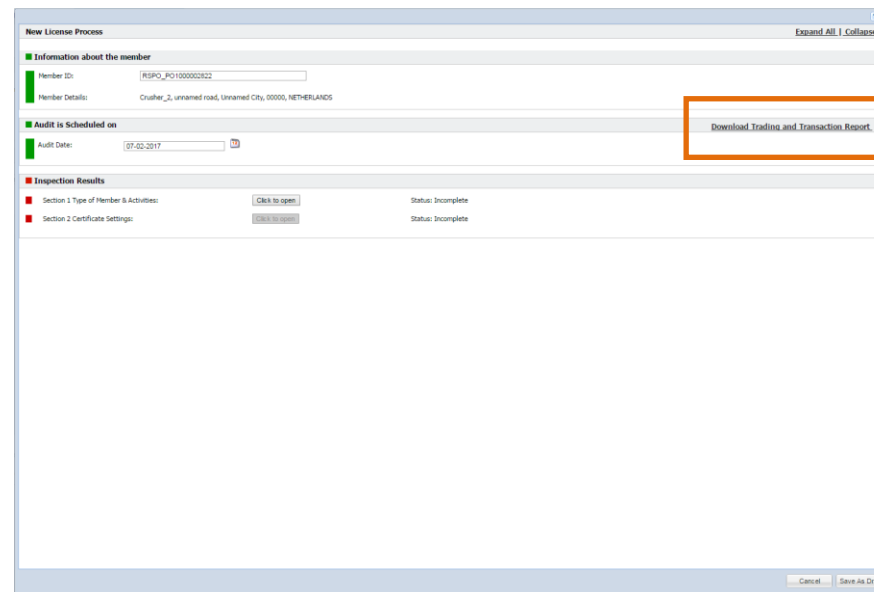 New License Process
Expand All | Collapse
Information about the member
Member ID: RSPO_PO1000002822
Member Details: Crusher_2, unnamed road, Unnamed City, 00000, NETHERLANDS
Audit is Scheduled on
Download Trading and Transaction Report
Audit Date: 07-02-2017
Inspection Results
Section 1 Type of Member & Activities: Click to open Status: Incomplete
Section 2 Certificate Settings: Click to open Status: Incomplete
Cancel Save As Dr